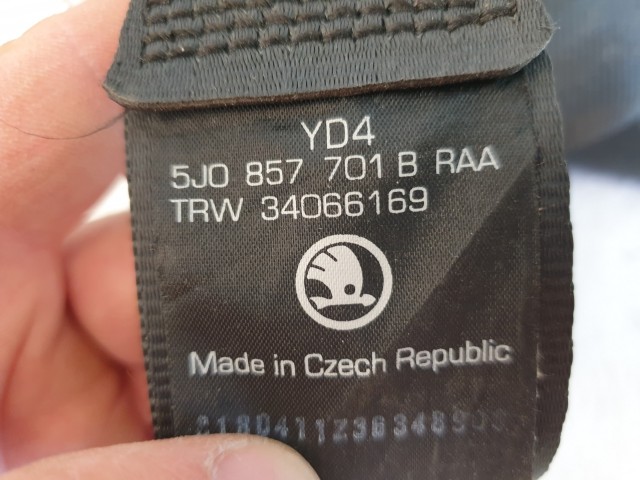 YD4
5J0 857 701 B RAA
TRW 34066169
Made in Czech Republic